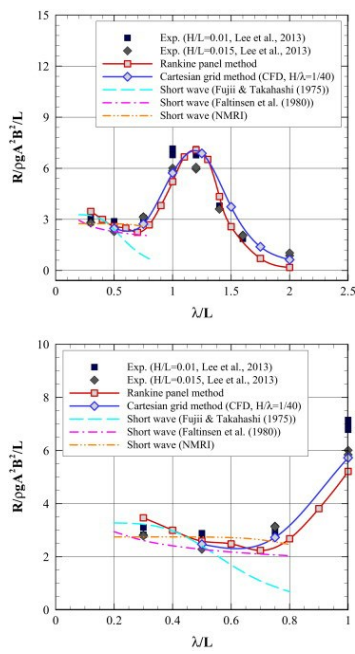 15
Exp. (H/L=0.01, Lee et al., 2013)
Exp. (H/L=0.015, Lee et al., 2013)
Rankine panel method
Cartesian grid method (CFD, H/λ=1/40)
Short wave (Fujii & Takahashi (1975))
Short wave (Faltinsen et al. (1980))
Short wave (NMRI)
12
9
6
3
0
R/ρgA²B²/L
0
0.5
1
1.5
2
2.5
λ/L
10
Exp. (H/L=0.01, Lee et al., 2013)
Exp. (H/L=0.015, Lee et al., 2013)
Rankine panel method
Cartesian grid method (CFD, H/λ=1/40)
Short wave (Fujii & Takahashi (1975))
Short wave (Faltinsen et al. (1980))
Short wave (NMRI)
8
6
4
2
0
R/ρgA²B²/L
0
0.2
0.4
0.6
0.8
1
λ/L